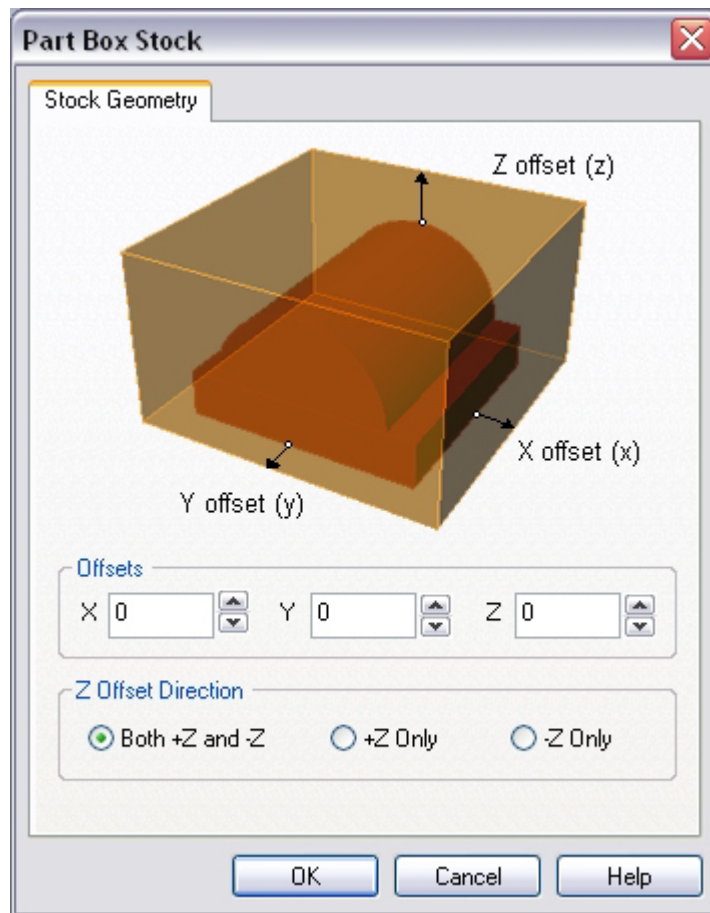 Part Box Stock
Stock Geometry
Z offset (z)
X offset (x)
Y offset (y)
Offsets
X 0 Y 0 Z 0
Z Offset Direction
Both +Z and -Z +Z Only -Z Only
OK Cancel Help